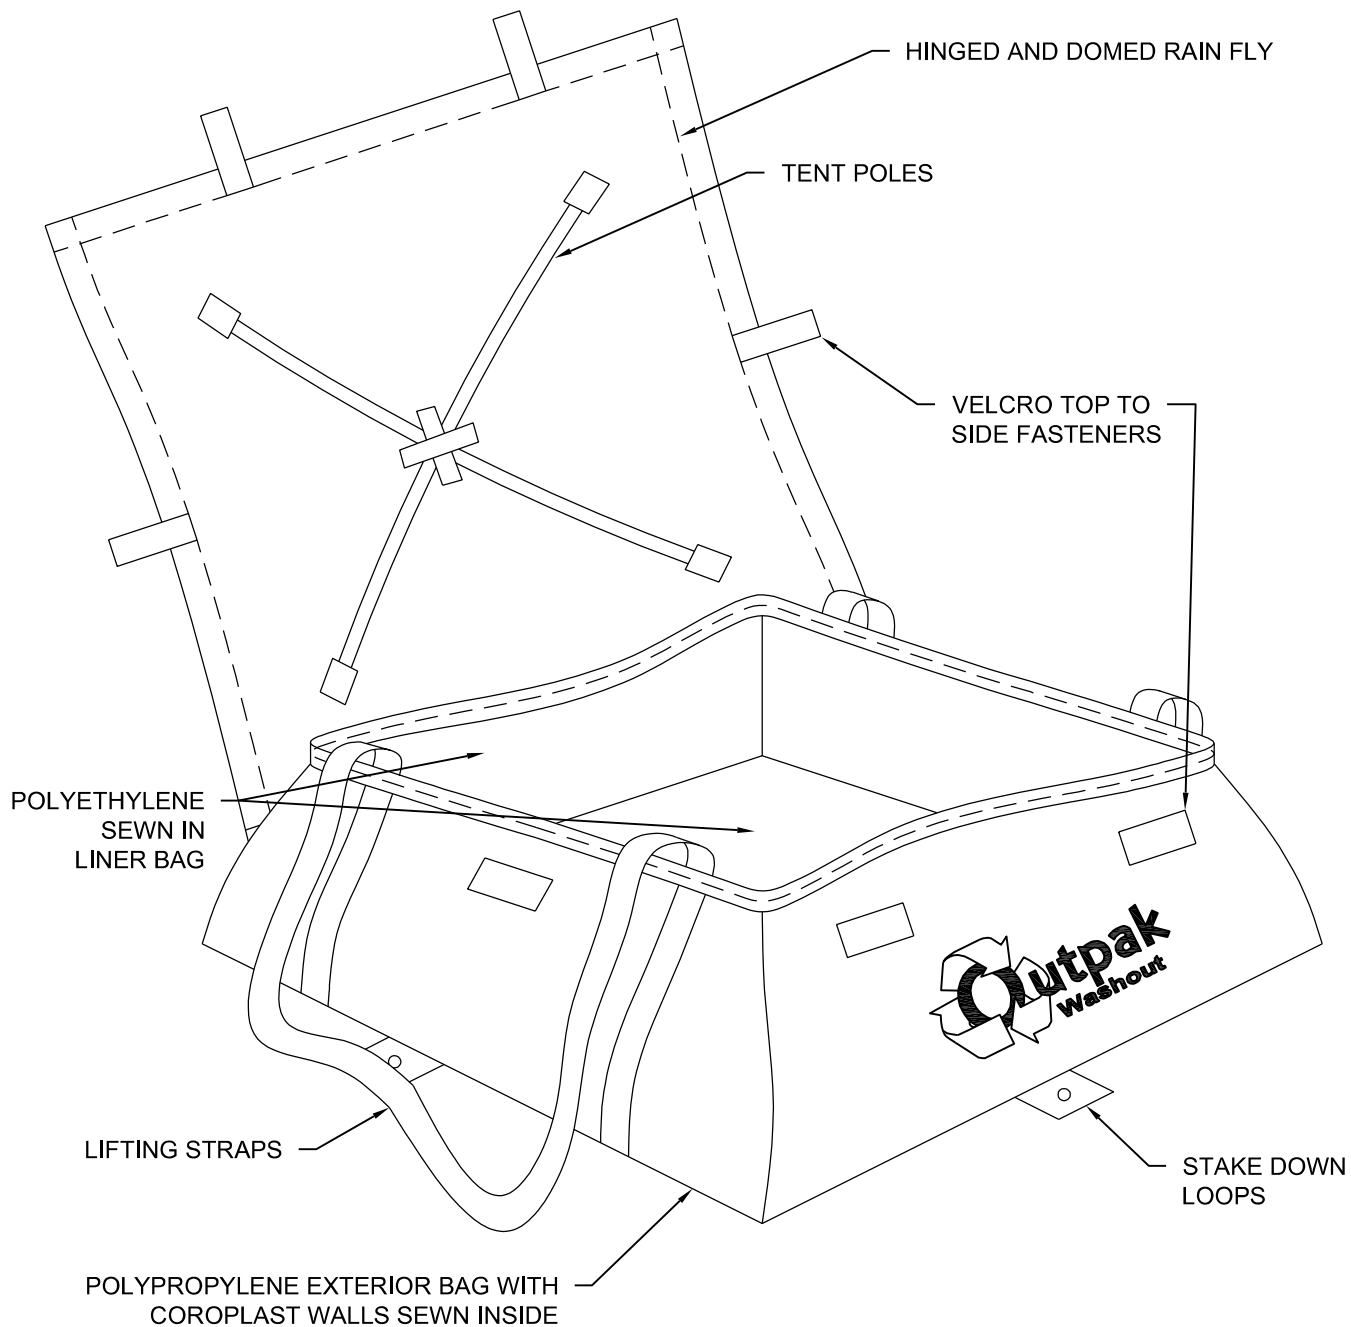 HINGED AND DOMED RAIN FLY
TENT POLES
VELCRO TOP TO
SIDE FASTENERS
POLYETHYLENE
SEWN IN
LINER BAG
Outpak
Washout
LIFTING STRAPS
STAKE DOWN
LOOPS
POLYPROPYLENE EXTERIOR BAG WITH
COROPLAST WALLS SEWN INSIDE